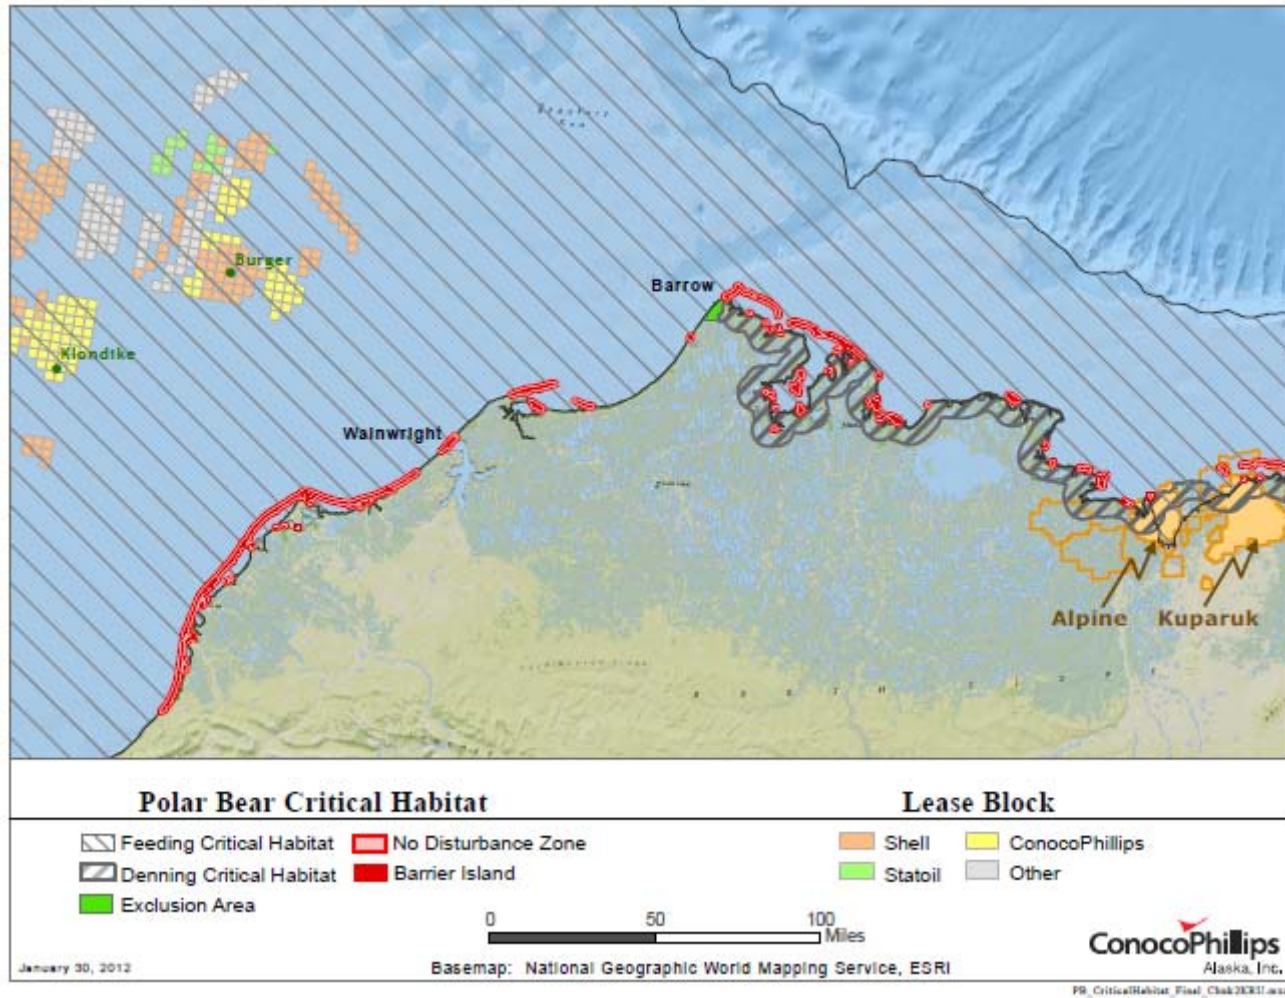 Burger
Barrow
Klondike
Wainwright
Alpine
Kuparuk
Polar Bear Critical Habitat
Lease Block
Feeding Critical Habitat
No Disturbance Zone
Shell
ConocoPhillips
Denning Critical Habitat
Barrier Island
Statoil
Other
Exclusion Area
0 50 100
Miles
ConocoPhillips
Alaska, Inc.
January 30, 2012
Basemap: National Geographic World Mapping Service, ESRI